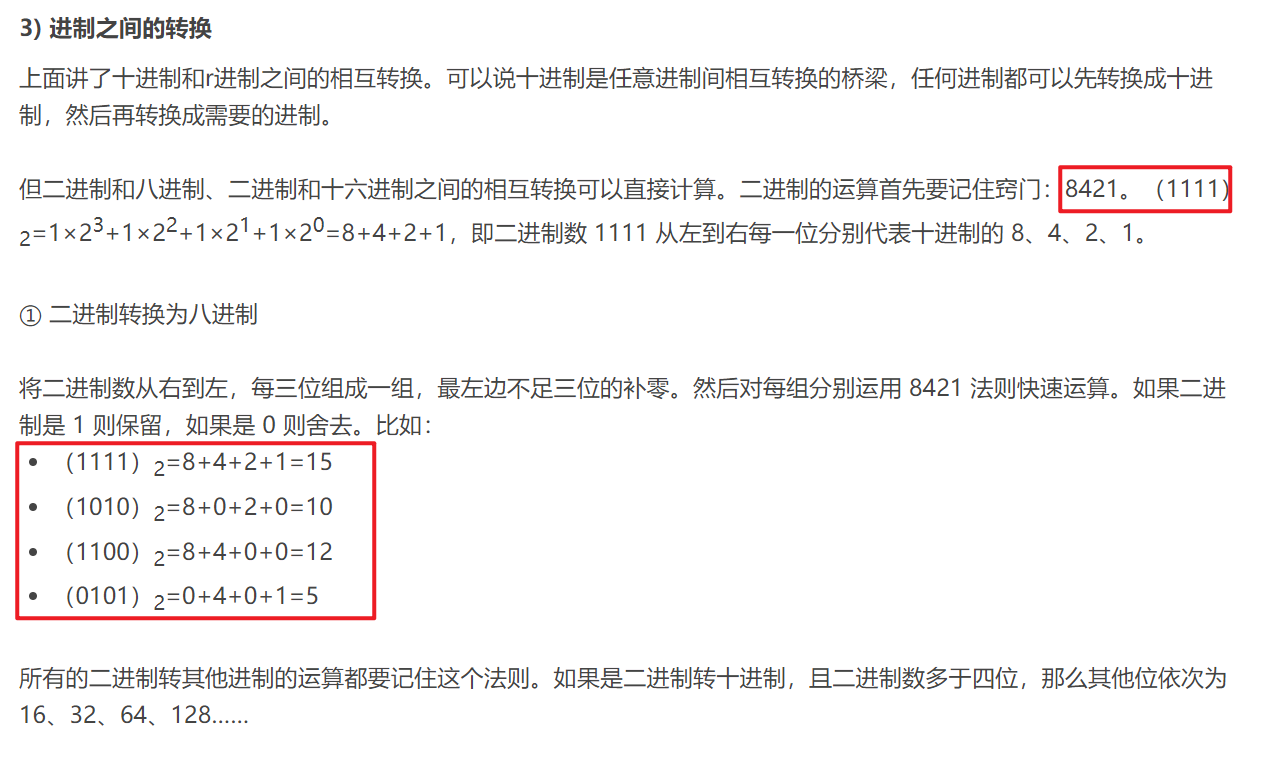 3) 进制之间的转换
上面讲了十进制和r进制之间的相互转换。可以说十进制是任意进制间相互转换的桥梁，任何进制都可以先转换成十进
制，然后再转换成需要的进制。
但二进制和八进制、二进制和十六进制之间的相互转换可以直接计算。二进制的运算首先要记住窍门：8421。（1111）
₂=1×2³+1×2²+1×2¹+1×2⁰=8+4+2+1，即二进制数 1111 从左到右每一位分别代表十进制的 8、4、2、1。
① 二进制转换为八进制
将二进制数从右到左，每三位组成一组，最左边不足三位的补零。然后对每组分别运用 8421 法则快速运算。如果二进
制是 1 则保留，如果是 0 则舍去。比如：
• （1111）₂=8+4+2+1=15
• （1010）₂=8+0+2+0=10
• （1100）₂=8+4+0+0=12
• （0101）₂=0+4+0+1=5
所有的二进制转其他进制的运算都要记住这个法则。如果是二进制转十进制，且二进制数多于四位，那么其他位依次为
16、32、64、128......